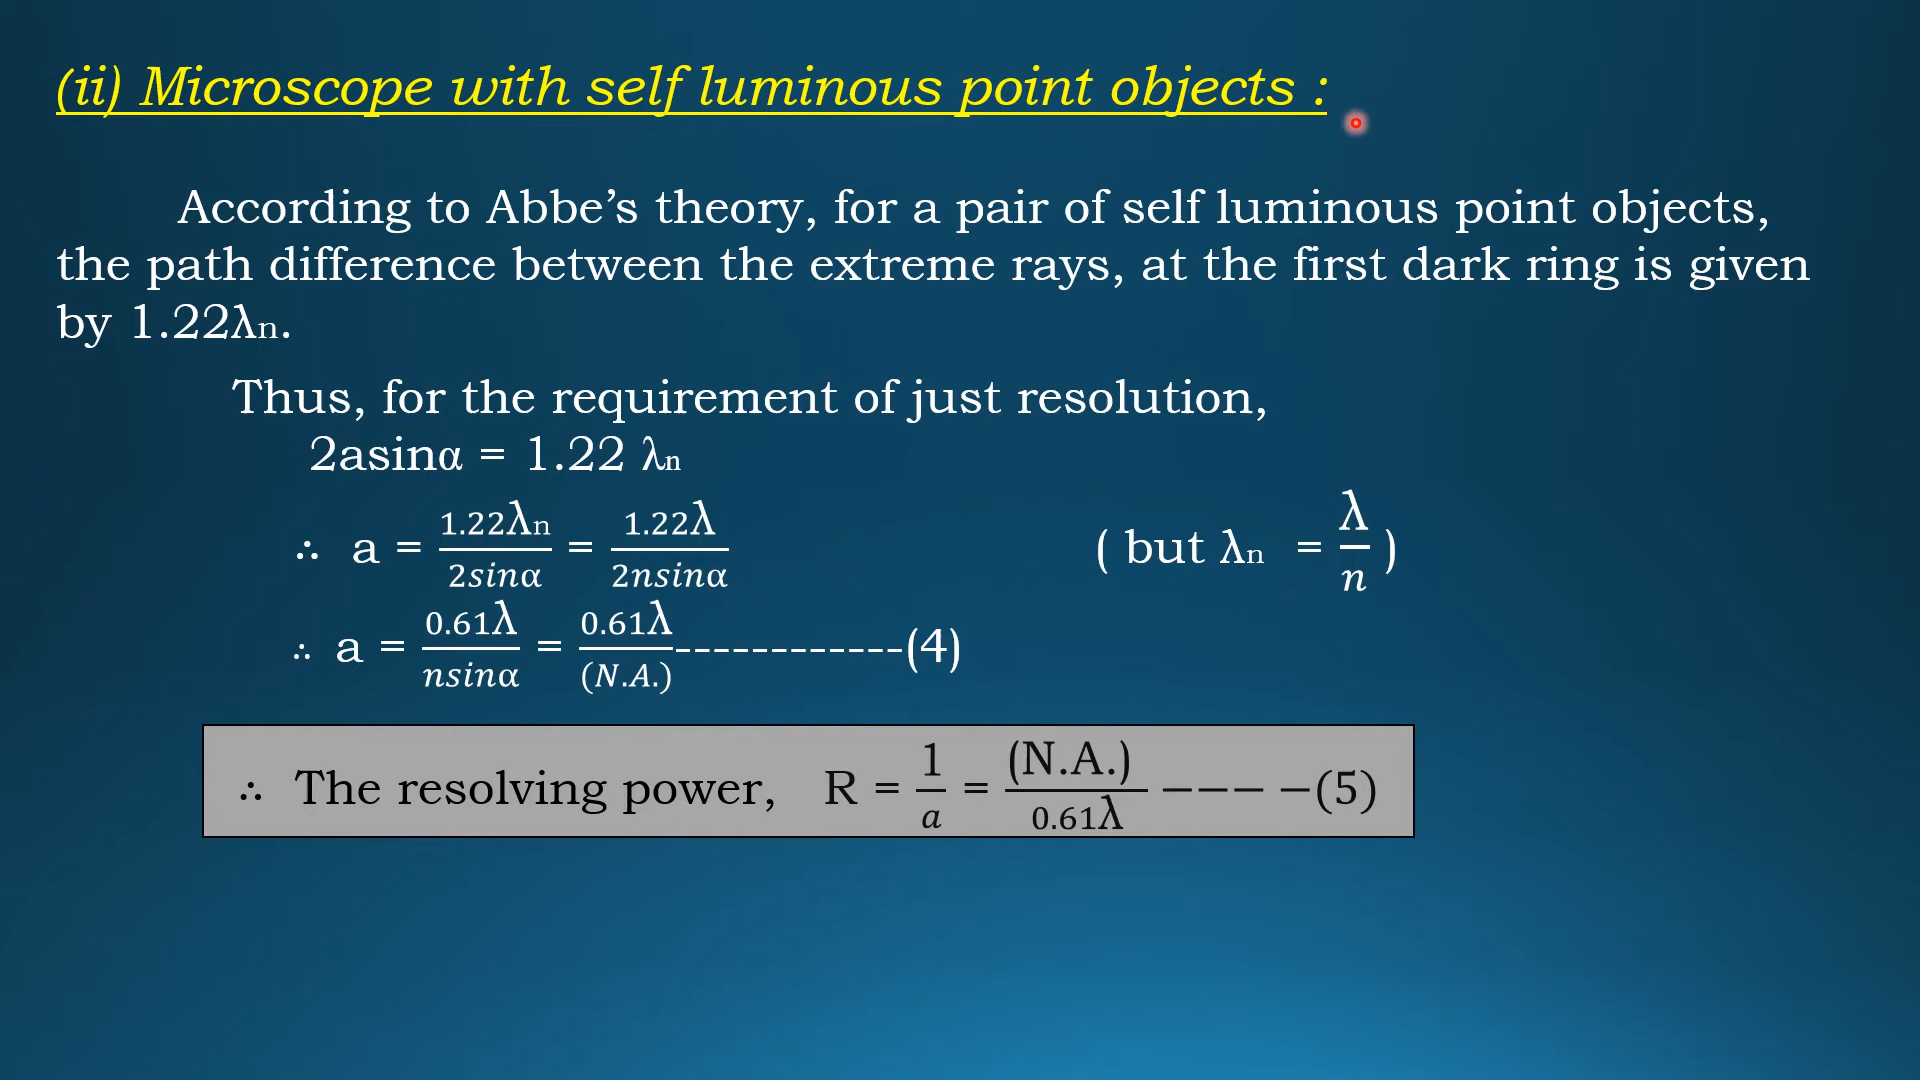 (ii) Microscope with self luminous point objects :
According to Abbe’s theory, for a pair of self luminous point objects,
the path difference between the extreme rays, at the first dark ring is given
by 1.22λn.
Thus, for the requirement of just resolution,
2asinα = 1.22 λn
∴ a = 1.22λn/2sinα = 1.22λ/2nsinα ( but λn = λ/n )
∴ a = 0.61λ/nsinα = 0.61λ/(N.A.)------------(4)
∴ The resolving power, R = 1/a = (N.A.)/0.61λ −−− −(5)